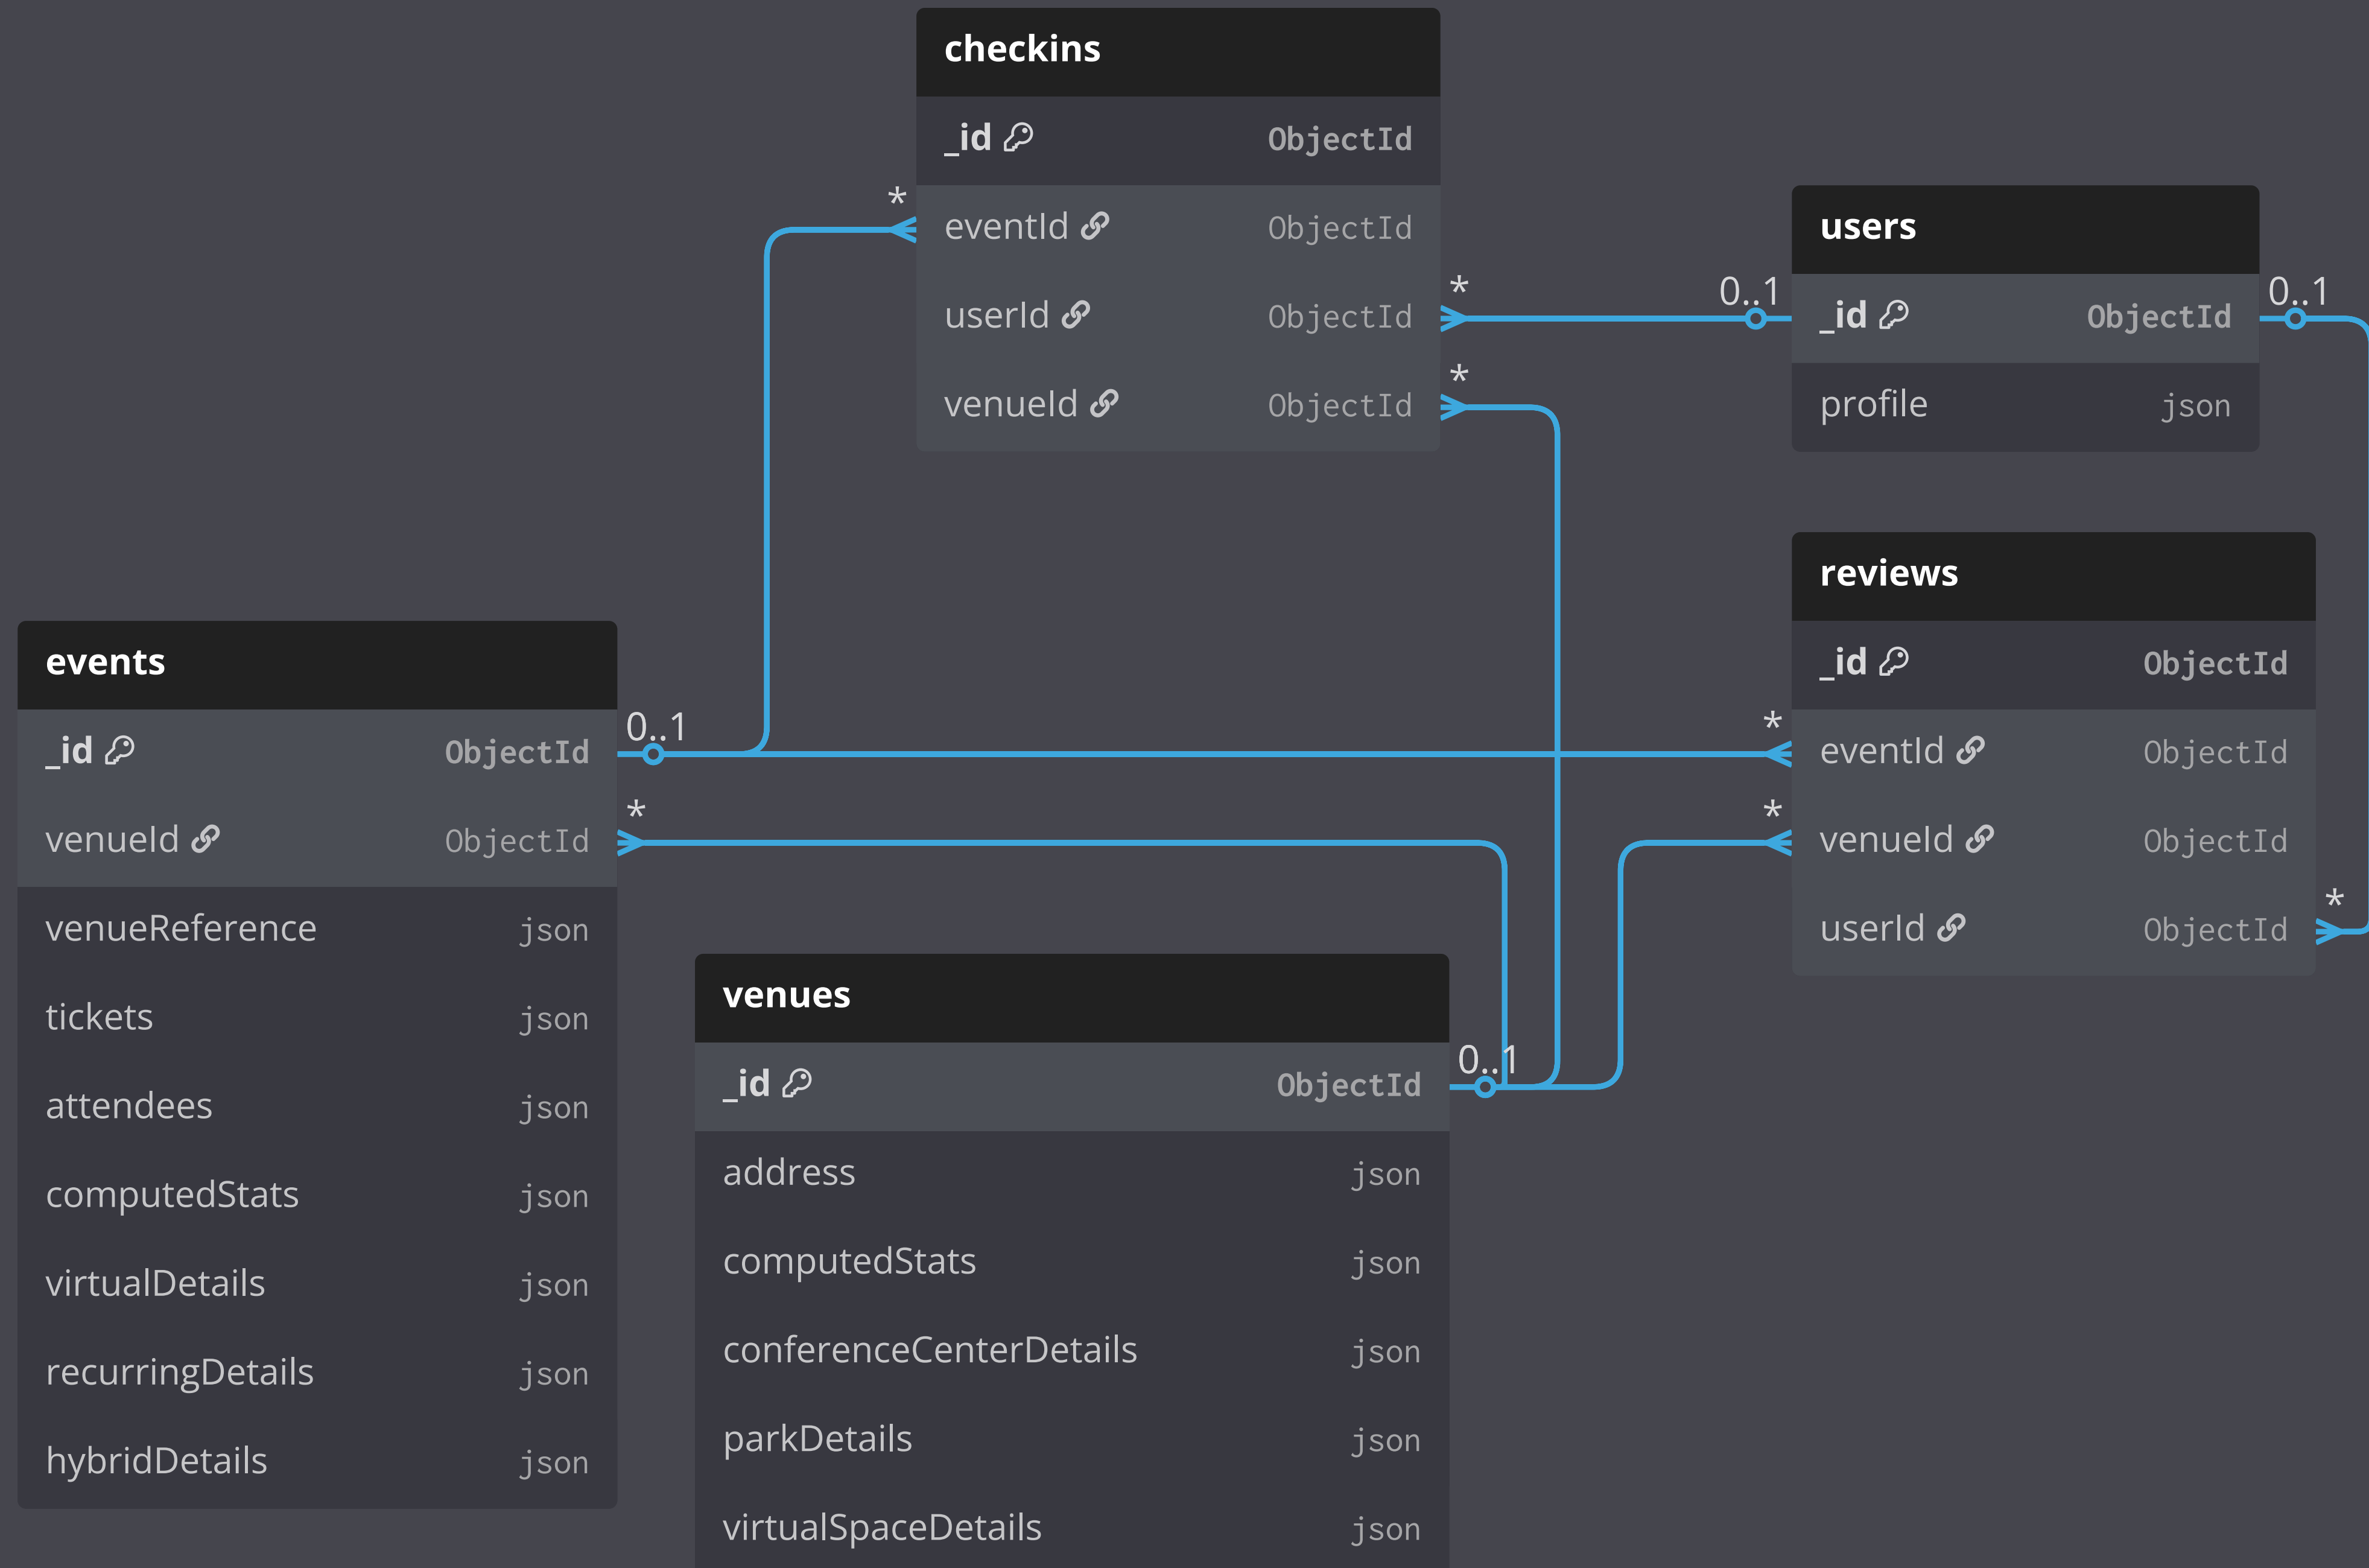 checkins
_id ObjectId
eventId ObjectId
userId ObjectId
venueId ObjectId
*
*
*
0..1
0..1
users
_id ObjectId
profile json
reviews
_id ObjectId
eventId ObjectId
venueId ObjectId
userId ObjectId
*
*
*
events
_id ObjectId
venueId ObjectId
venueReference json
tickets json
attendees json
computedStats json
virtualDetails json
recurringDetails json
hybridDetails json
0..1
*
venues
_id ObjectId
address json
computedStats json
conferenceCenterDetails json
parkDetails json
virtualSpaceDetails json
0..1